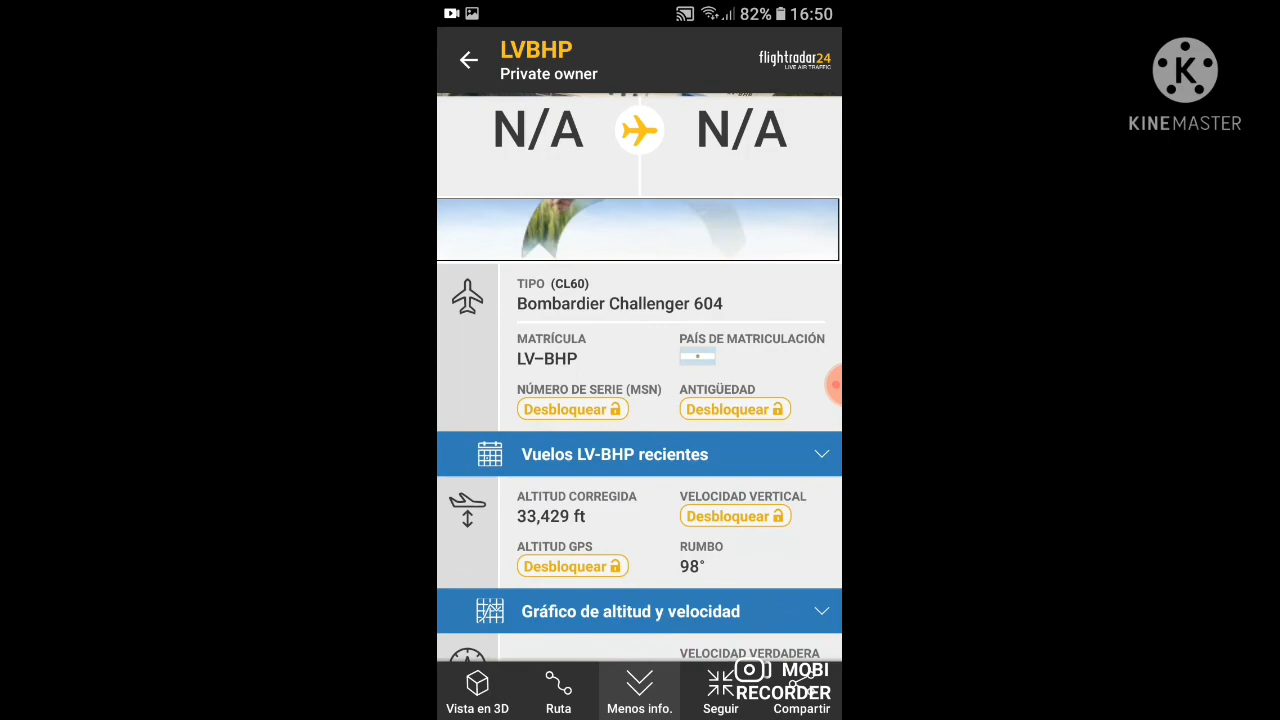 82% 16:50
LVBHP
Private owner
flightradar24
LIVE AIR TRAFFIC
N/A N/A
TIPO (CL60)
Bombardier Challenger 604
MATRÍCULA PAÍS DE MATRICULACIÓN
LV–BHP
NÚMERO DE SERIE (MSN) ANTIGÜEDAD
Desbloquear Desbloquear
Vuelos LV-BHP recientes
ALTITUD CORREGIDA VELOCIDAD VERTICAL
33,429 ft Desbloquear
ALTITUD GPS RUMBO
Desbloquear 98°
Gráfico de altitud y velocidad
VELOCIDAD VERDADERA
MOBI
RECORDER
Vista en 3D Ruta Menos info. Seguir Compartir
K
KINEMASTER